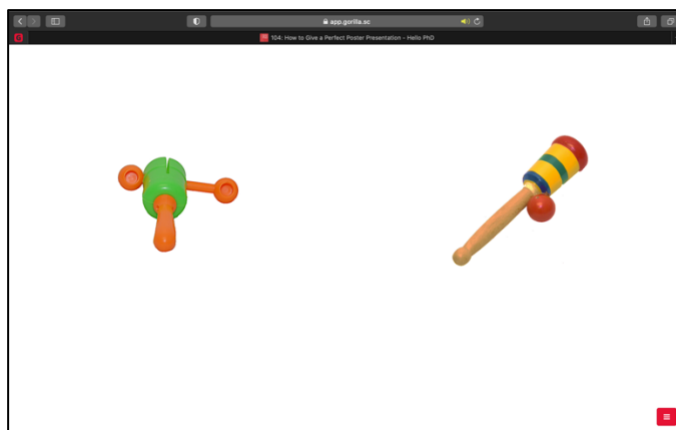 app.gorilla.sc
104: How to Give a Perfect Poster Presentation - Hello PhD